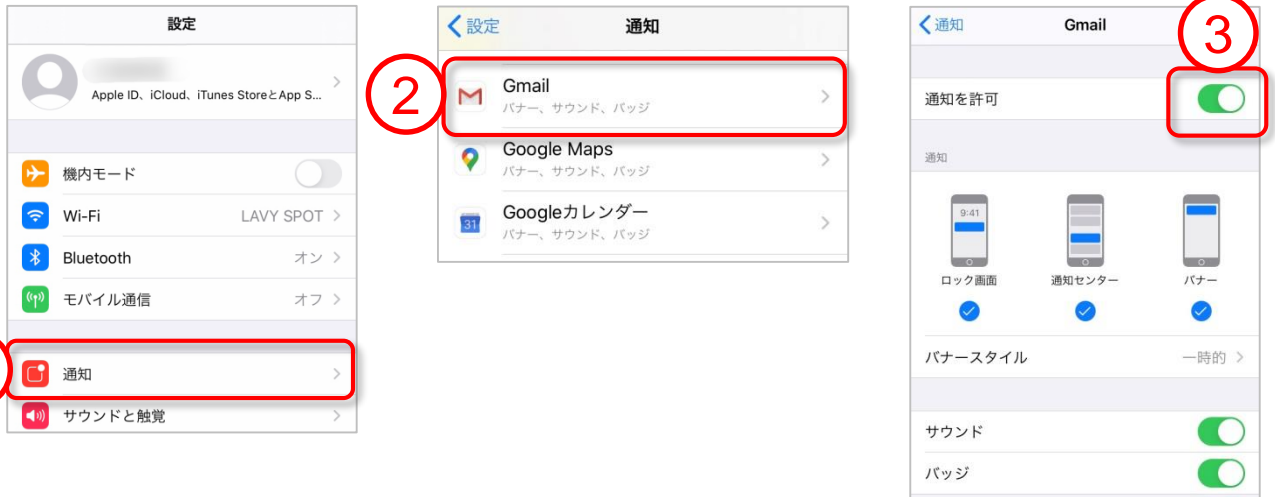 設定
Apple ID、iCloud、iTunes StoreとApp S...
機内モード
Wi-Fi LAVY SPOT
Bluetooth オン
モバイル通信 オフ
通知
サウンドと触覚
設定 通知
2
Gmail
バナー、サウンド、バッジ
Google Maps
バナー、サウンド、バッジ
31
Googleカレンダー
バナー、サウンド、バッジ
通知 Gmail
3
通知を許可
通知
9:41
ロック画面 通知センター バナー
バナースタイル 一時的
サウンド
バッジ